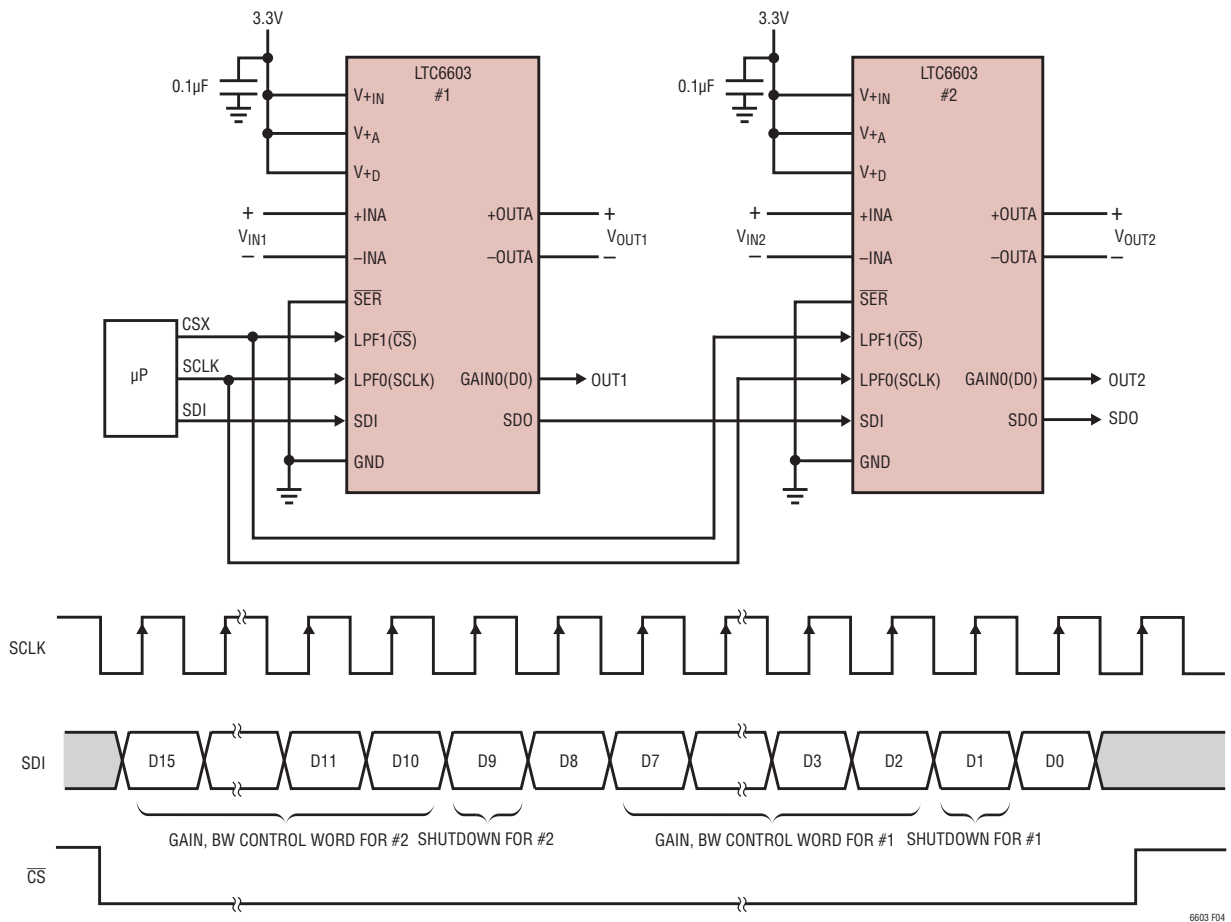 3.3V
0.1µF
LTC6603
#1
V+IN
V+A
V+D
+INA
–INA
+
VIN1
–
+OUTA
–OUTA
+
VOUT1
–
SER
LPF1(CS)
LPF0(SCLK)
SDI
GND
GAIN0(D0)
OUT1
SDO
µP
CSX
SCLK
SDI
3.3V
0.1µF
LTC6603
#2
V+IN
V+A
V+D
+INA
–INA
+
VIN2
–
+OUTA
–OUTA
+
VOUT2
–
SER
LPF1(CS)
LPF0(SCLK)
SDI
GND
GAIN0(D0)
OUT2
SDO
SDO
SCLK
SDI
D15 D11 D10 D9 D8 D7 D3 D2 D1 D0
GAIN, BW CONTROL WORD FOR #2 SHUTDOWN FOR #2 GAIN, BW CONTROL WORD FOR #1 SHUTDOWN FOR #1
CS
6603 F04